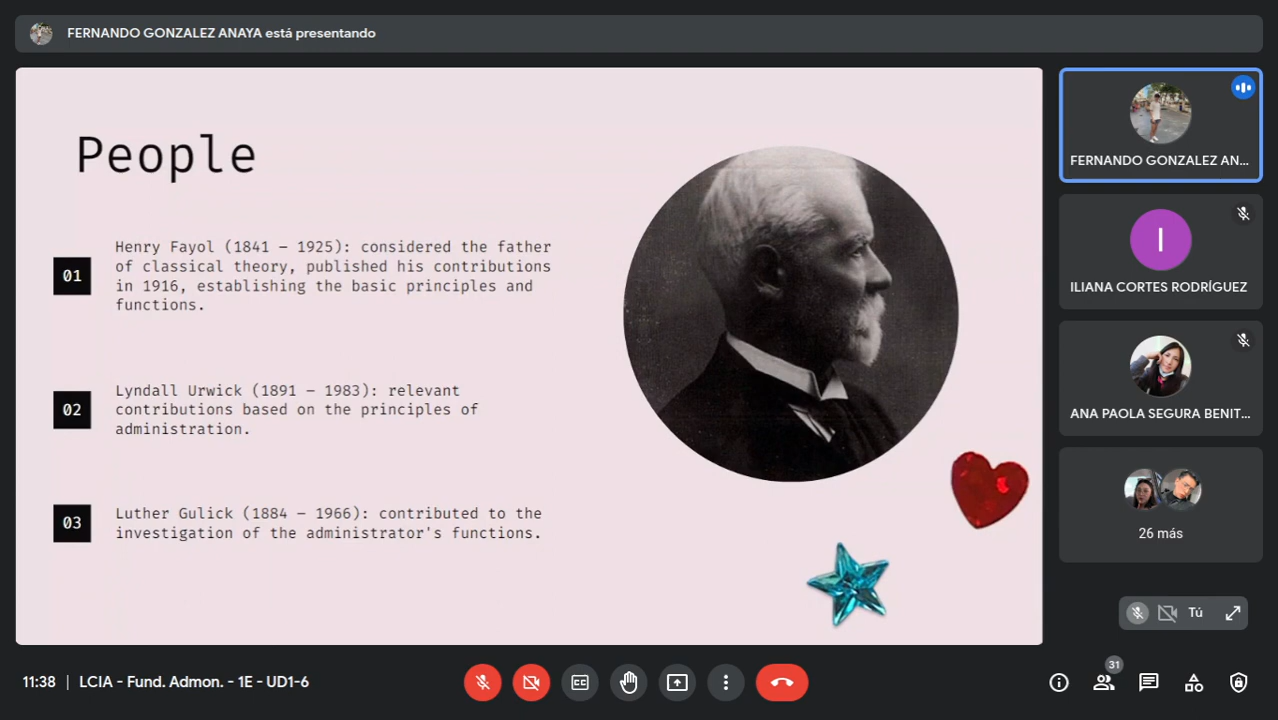 FERNANDO GONZALEZ ANAYA está presentando
People
01
Henry Fayol (1841 – 1925): considered the father
of classical theory, published his contributions
in 1916, establishing the basic principles and
functions.
02
Lyndall Urwick (1891 – 1983): relevant
contributions based on the principles of
administration.
03
Luther Gulick (1884 – 1966): contributed to the
investigation of the administrator's functions.
FERNANDO GONZALEZ AN...
I
ILIANA CORTES RODRÍGUEZ
ANA PAOLA SEGURA BENIT...
26 más
Tú
11:38 | LCIA - Fund. Admon. - 1E - UD1-6
CC
31